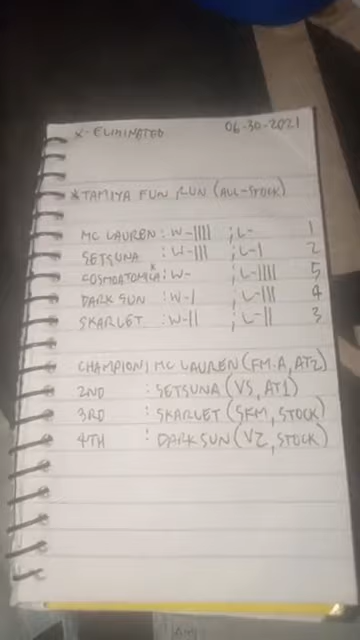 x-ELIMINATED 06-30-2021
*TAMIYA FUN RUN (ALL-STOCK)
MC LAUREN : W-IIII ; L- 1
SETSUNA : W-III ; L-I 2
x
COSMOATOMICA : W- ; L-IIII 5
DARK SUN : W-I ; L-III 4
SKARLET : W-II ; L-II 3
CHAMPION: MC LAUREN (FM-A, AT2)
2ND : SETSUNA (VS, AT1)
3RD : SKARLET (SFM, STOCK)
4TH : DARK SUN (VZ, STOCK)